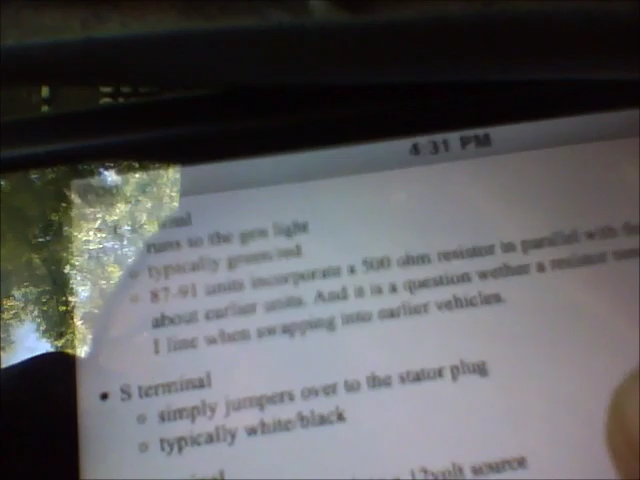 4:31 PM
runs to the gen light
typically green/red
87-91 units incorporate a 500 ohm resistor in parallel with the
about earlier units. And it is a question wether a resistor
I line when swapping into earlier vehicles.
• S terminal
○ simply jumpers over to the stator plug
○ typically white/black
12volt source